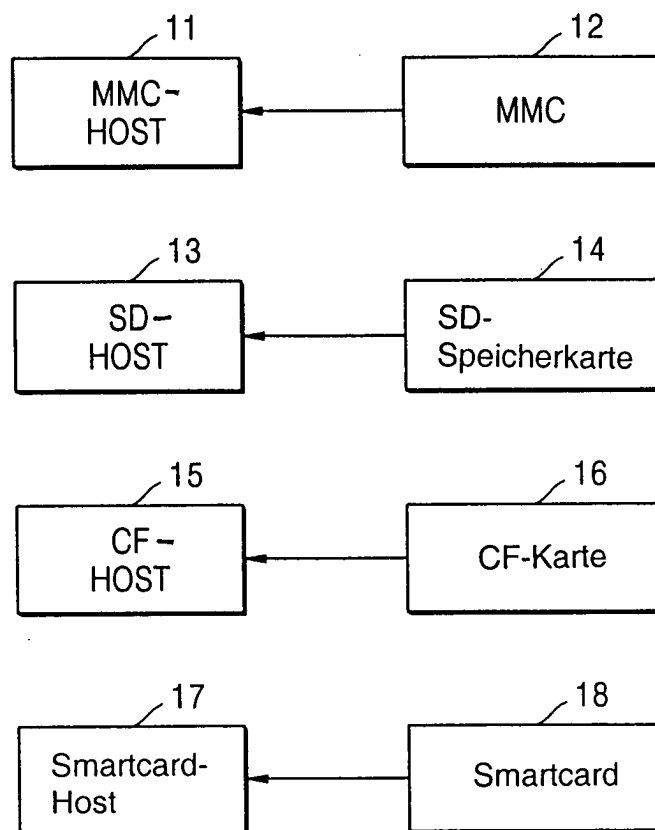 11
12
MMC-
HOST
MMC
13
14
SD-
HOST
SD-
Speicherkarte
15
16
CF-
HOST
CF-Karte
17
18
Smartcard-
Host
Smartcard